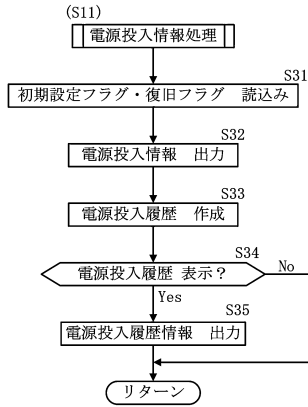 (S11)
電源投入情報処理
S31
初期設定フラグ・復旧フラグ 読込み
S32
電源投入情報 出力
S33
電源投入履歴 作成
S34
電源投入履歴 表示？
No
Yes
S35
電源投入履歴情報 出力
リターン